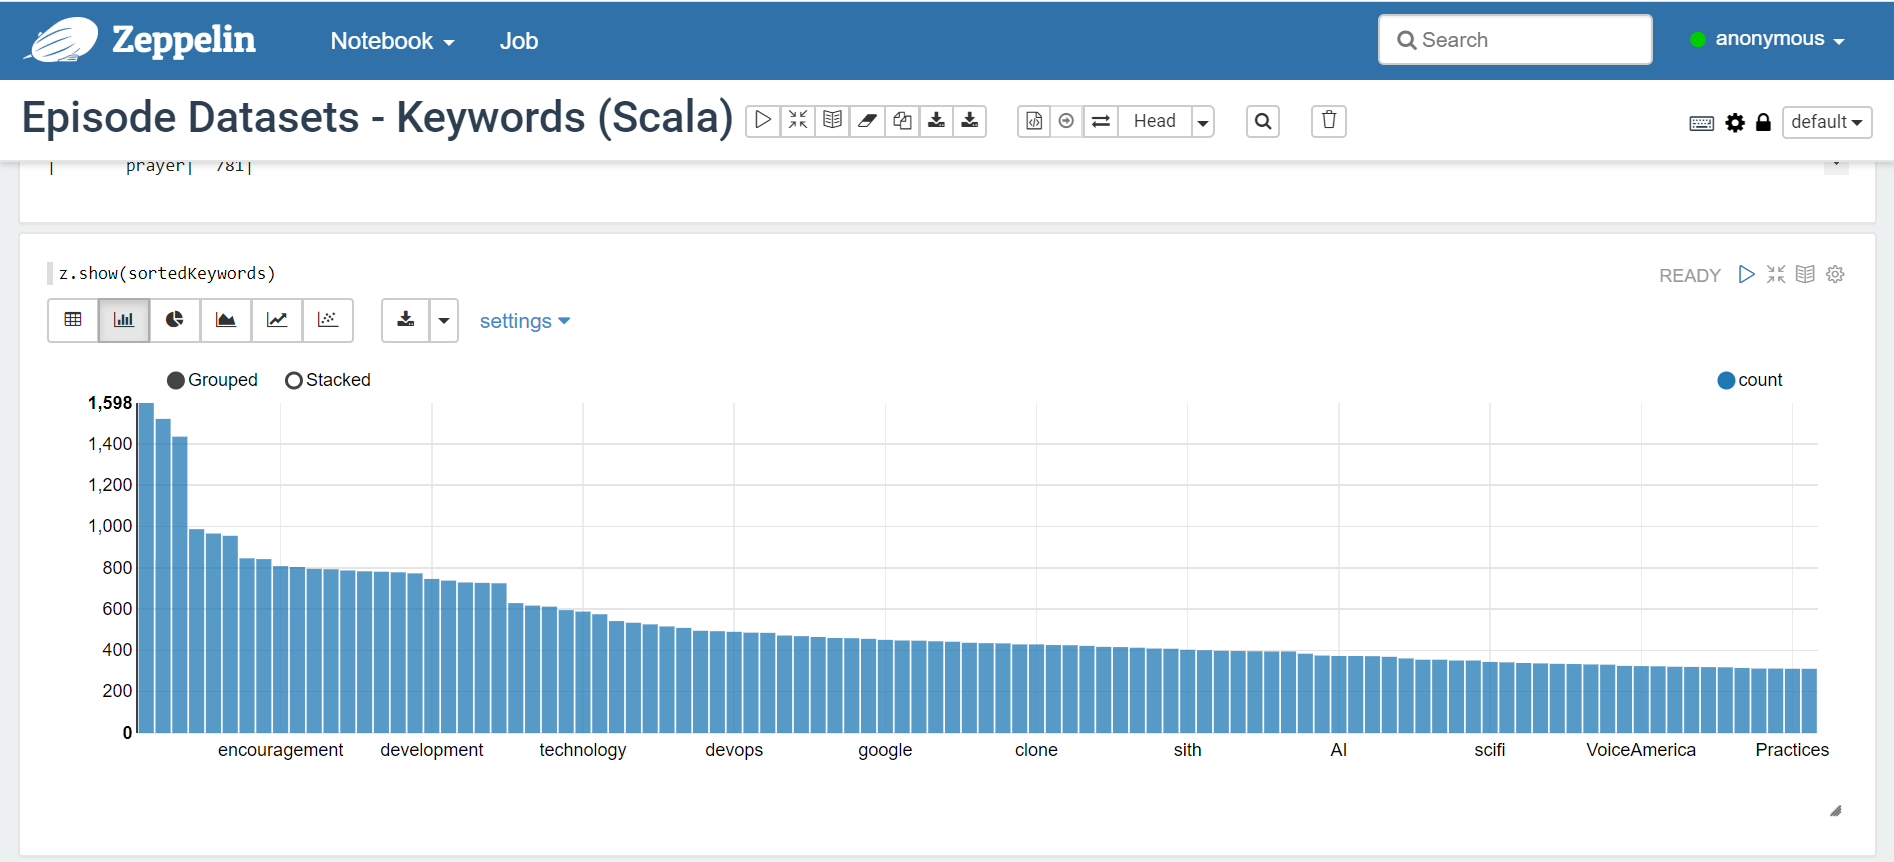 Zeppelin Notebook Job Search anonymous
Episode Datasets - Keywords (Scala) Head default
| prayer| 781|
z.show(sortedKeywords) READY
settings
Grouped Stacked count
1,598
1,400
1,200
1,000
800
600
400
200
0
encouragement development technology devops google clone sith AI scifi VoiceAmerica Practices